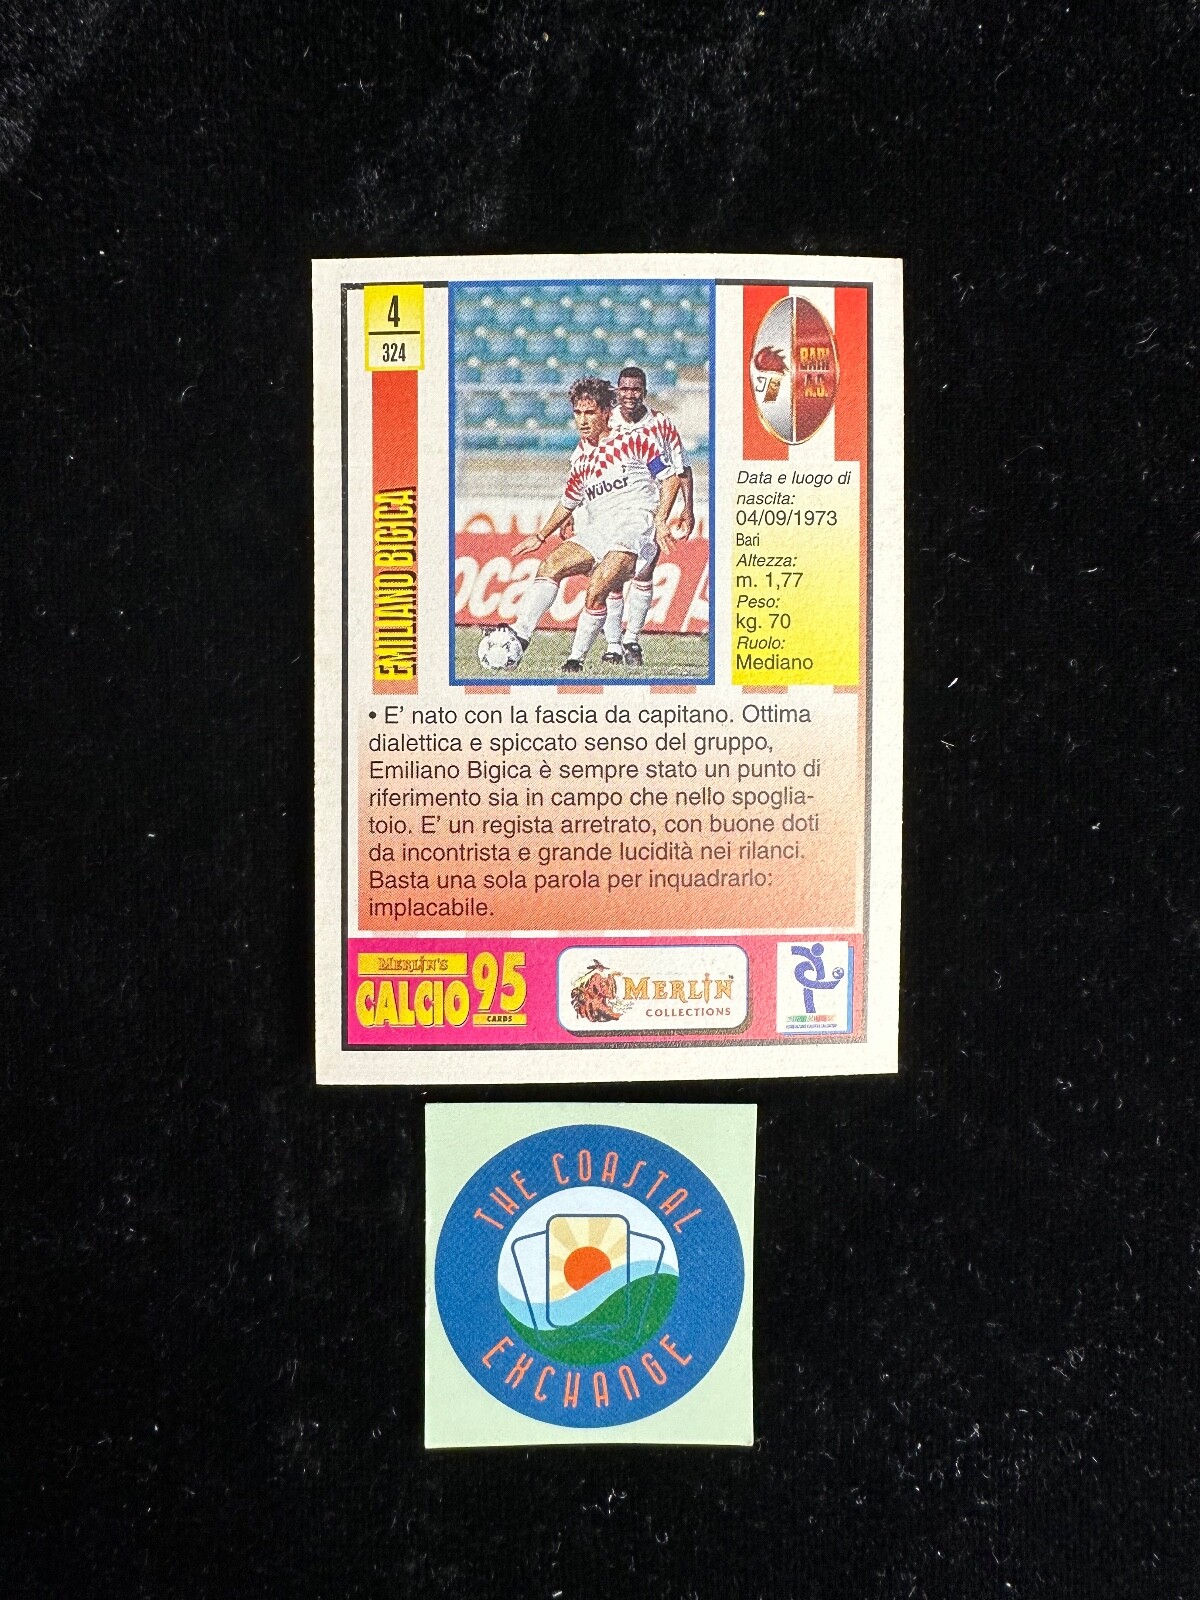 4
324
EMILIANO BIGICA
Wüber
BARI
A.S.
Data e luogo di
nascita:
04/09/1973
Bari
Altezza:
m. 1,77
Peso:
kg. 70
Ruolo:
Mediano
• E' nato con la fascia da capitano. Ottima
dialettica e spiccato senso del gruppo,
Emiliano Bigica è sempre stato un punto di
riferimento sia in campo che nello spoglia-
toio. E' un regista arretrato, con buone doti
da incontrista e grande lucidità nei rilanci.
Basta una sola parola per inquadrarlo:
implacabile.
MERLIN'S
CALCIO 95
CARDS
MERLIN
COLLECTIONS
THE COASTAL
EXCHANGE